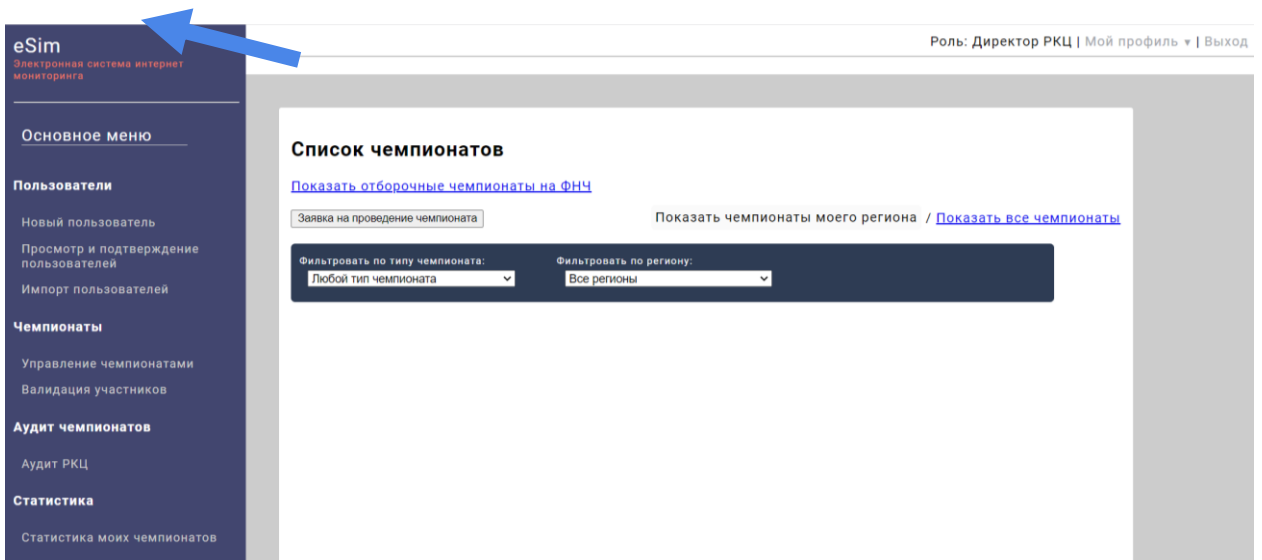 eSim
Электронная система интернет
мониторинга
Основное меню
Пользователи
Новый пользователь
Просмотр и подтверждение
пользователей
Импорт пользователей
Чемпионаты
Управление чемпионатами
Валидация участников
Аудит чемпионатов
Аудит РКЦ
Статистика
Статистика моих чемпионатов
Роль: Директор РКЦ | Мой профиль ▾ | Выход
Список чемпионатов
Показать отборочные чемпионаты на ФНЧ
Заявка на проведение чемпионата
Показать чемпионаты моего региона / Показать все чемпионаты
Фильтровать по типу чемпионата: Фильтровать по региону:
Любой тип чемпионата Все регионы